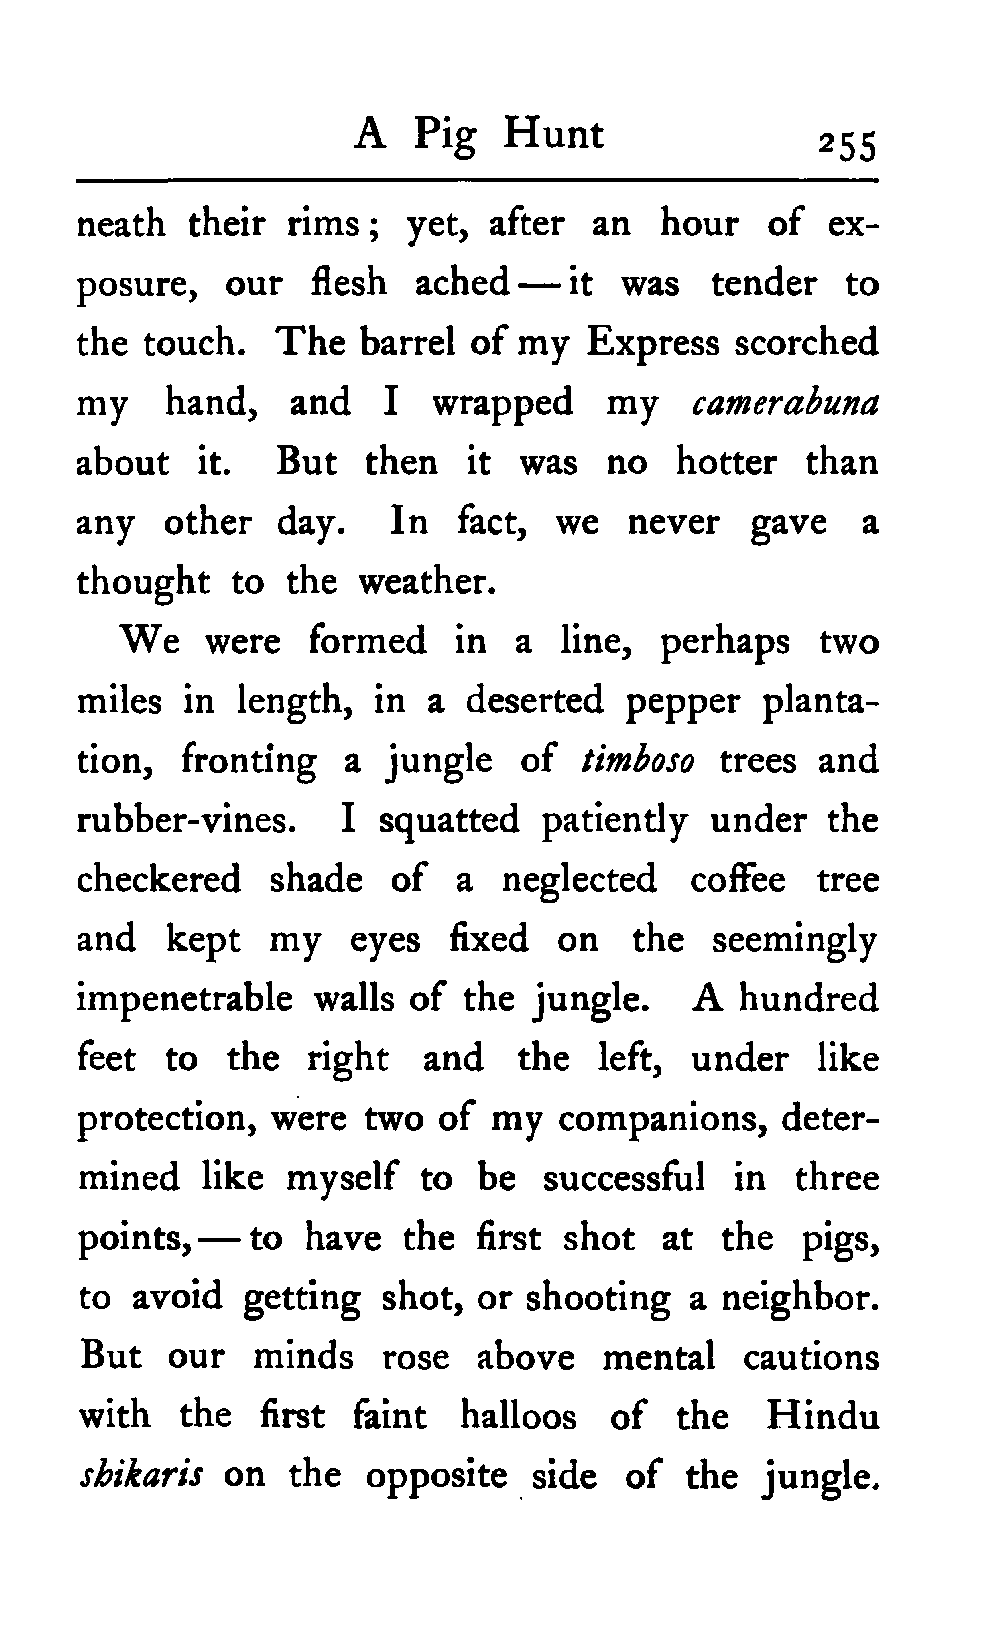 A Pig Hunt 255
neath their rims; yet, after an hour of ex-
posure, our flesh ached — it was tender to
the touch. The barrel of my Express scorched
my hand, and I wrapped my camerabuna
about it. But then it was no hotter than
any other day. In fact, we never gave a
thought to the weather.
We were formed in a line, perhaps two
miles in length, in a deserted pepper planta-
tion, fronting a jungle of timboso trees and
rubber-vines. I squatted patiently under the
checkered shade of a neglected coffee tree
and kept my eyes fixed on the seemingly
impenetrable walls of the jungle. A hundred
feet to the right and the left, under like
protection, were two of my companions, deter-
mined like myself to be successful in three
points, — to have the first shot at the pigs,
to avoid getting shot, or shooting a neighbor.
But our minds rose above mental cautions
with the first faint halloos of the Hindu
shikaris on the opposite side of the jungle.